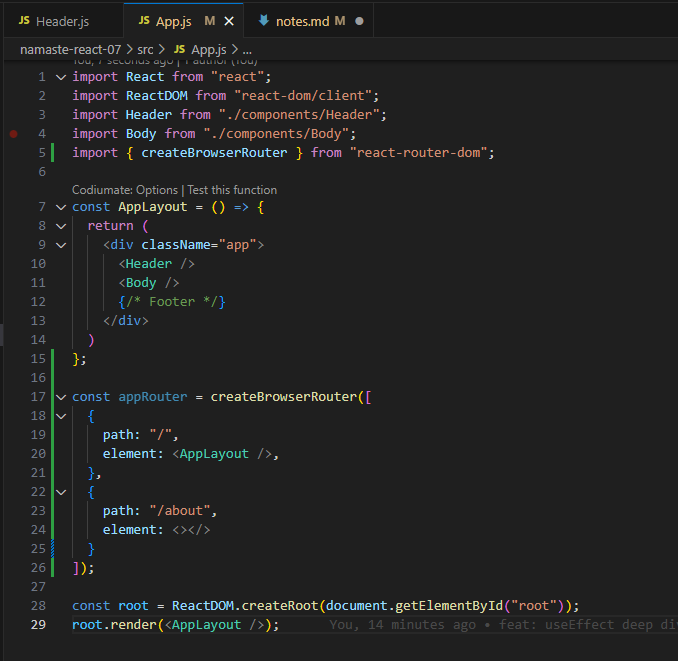 JS Header.js JS App.js M ✕ notes.md M ●
namaste-react-07 > src > JS App.js > ...
You, 7 seconds ago | 1 author (You)
1 import React from "react";
2 import ReactDOM from "react-dom/client";
3 import Header from "./components/Header";
4 import Body from "./components/Body";
5 import { createBrowserRouter } from "react-router-dom";
6
Codiumate: Options | Test this function
7 const AppLayout = () => {
8 return (
9 <div className="app">
10 <Header />
11 <Body />
12 {/* Footer */}
13 </div>
14 )
15 };
16
17 const appRouter = createBrowserRouter([
18 {
19 path: "/",
20 element: <AppLayout />,
21 },
22 {
23 path: "/about",
24 element: <></>
25 }
26 ]);
27
28 const root = ReactDOM.createRoot(document.getElementById("root"));
29 root.render(<AppLayout />); You, 14 minutes ago • feat: useEffect deep di